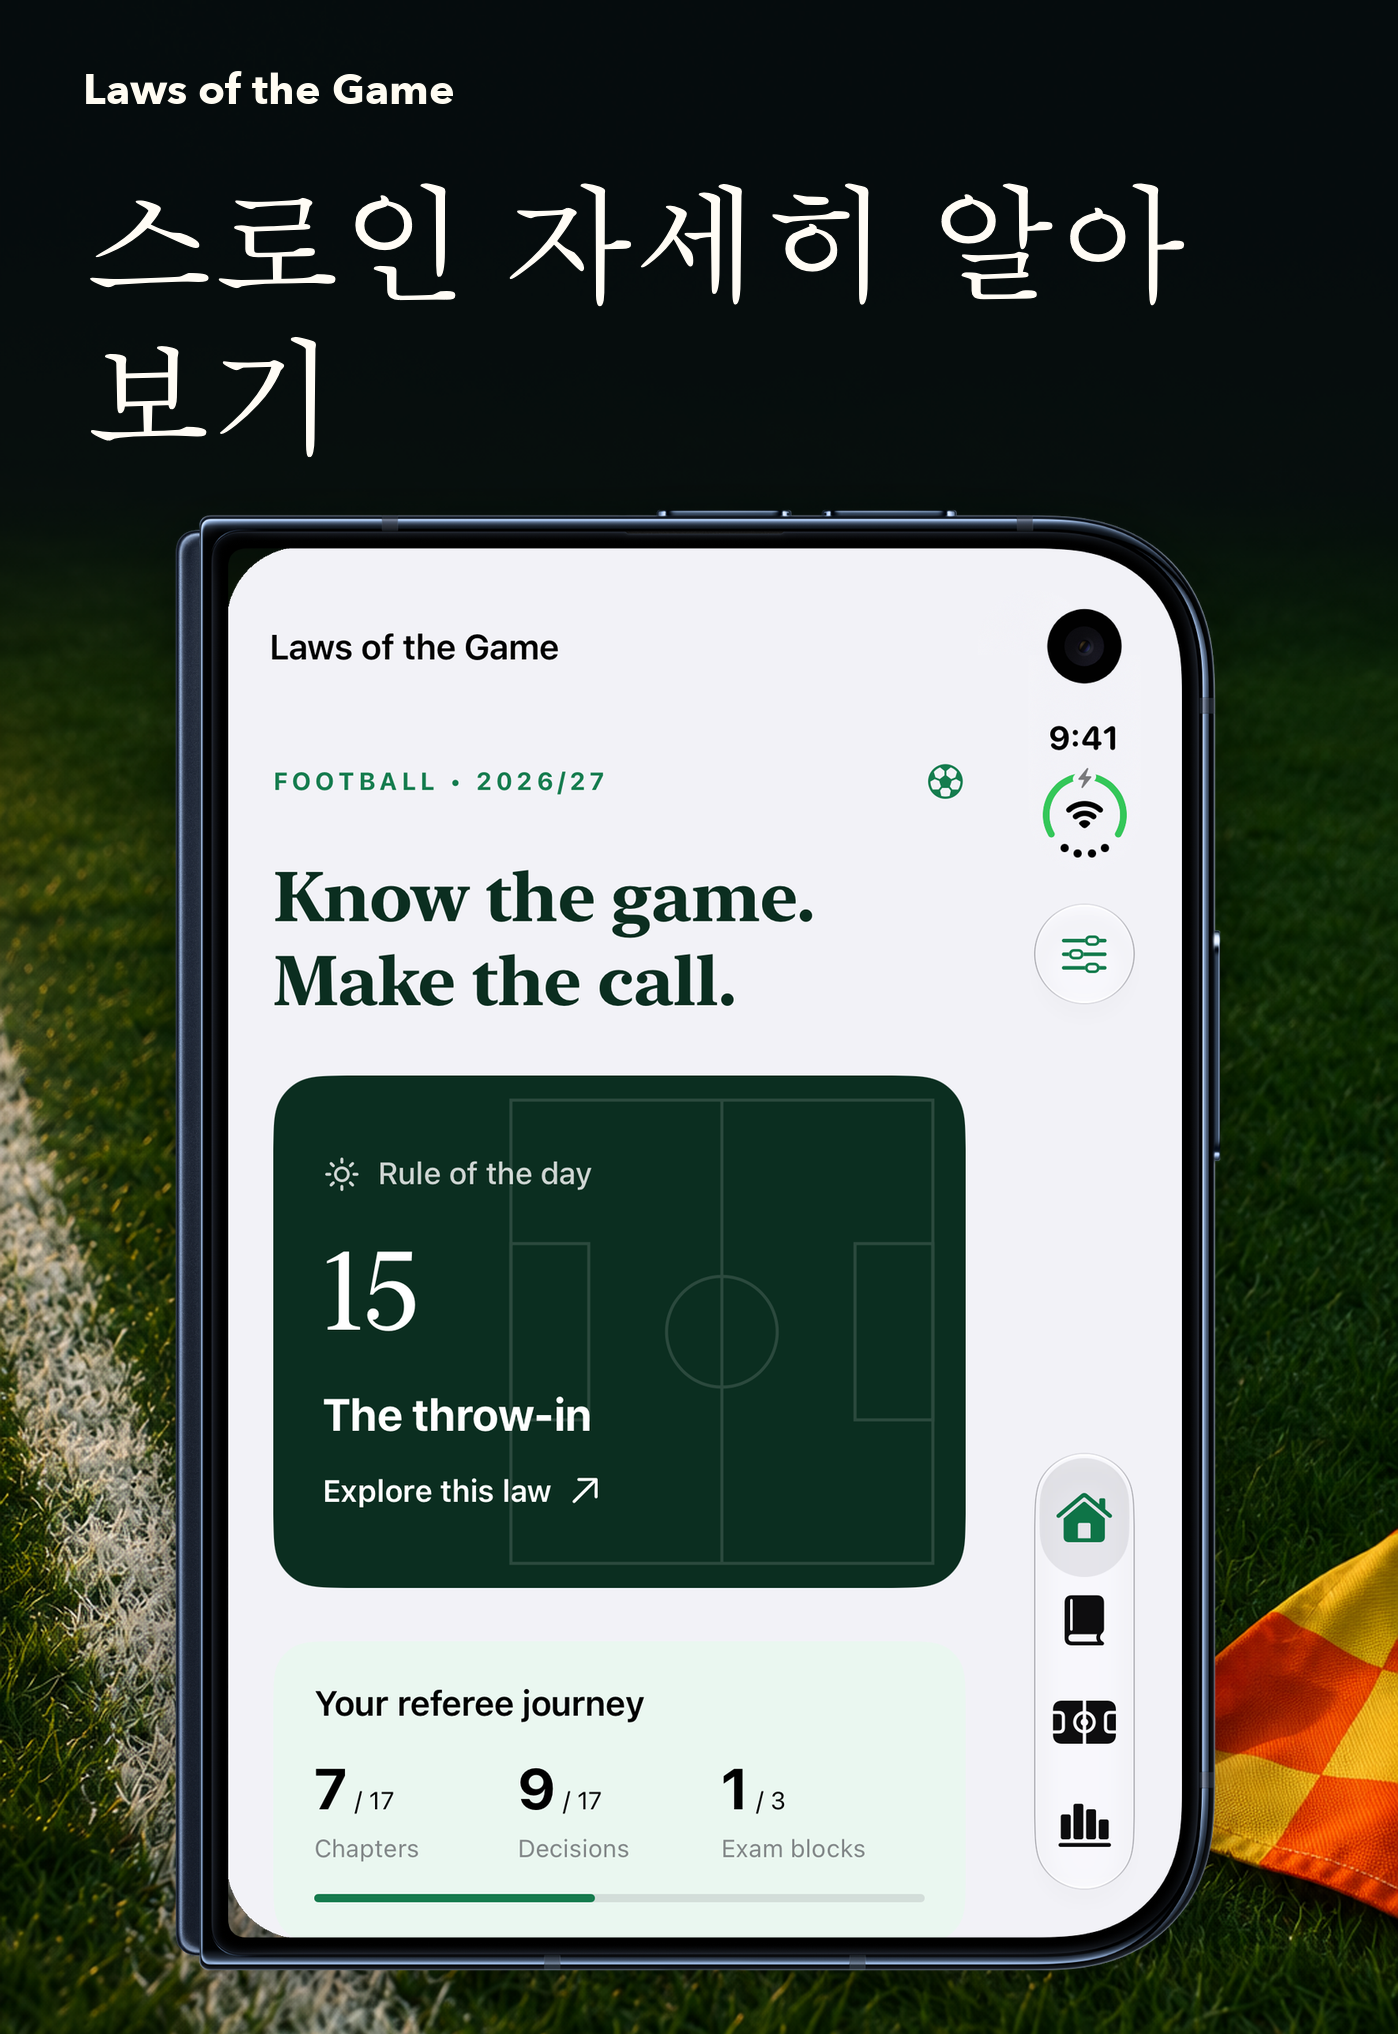 Laws of the Game
스로인 자세히 알아
보기
Laws of the Game
9:41
FOOTBALL • 2026/27
Know the game.
Make the call.
Rule of the day
15
The throw-in
Explore this law
Your referee journey
7 / 17
Chapters
9 / 17
Decisions
1 / 3
Exam blocks